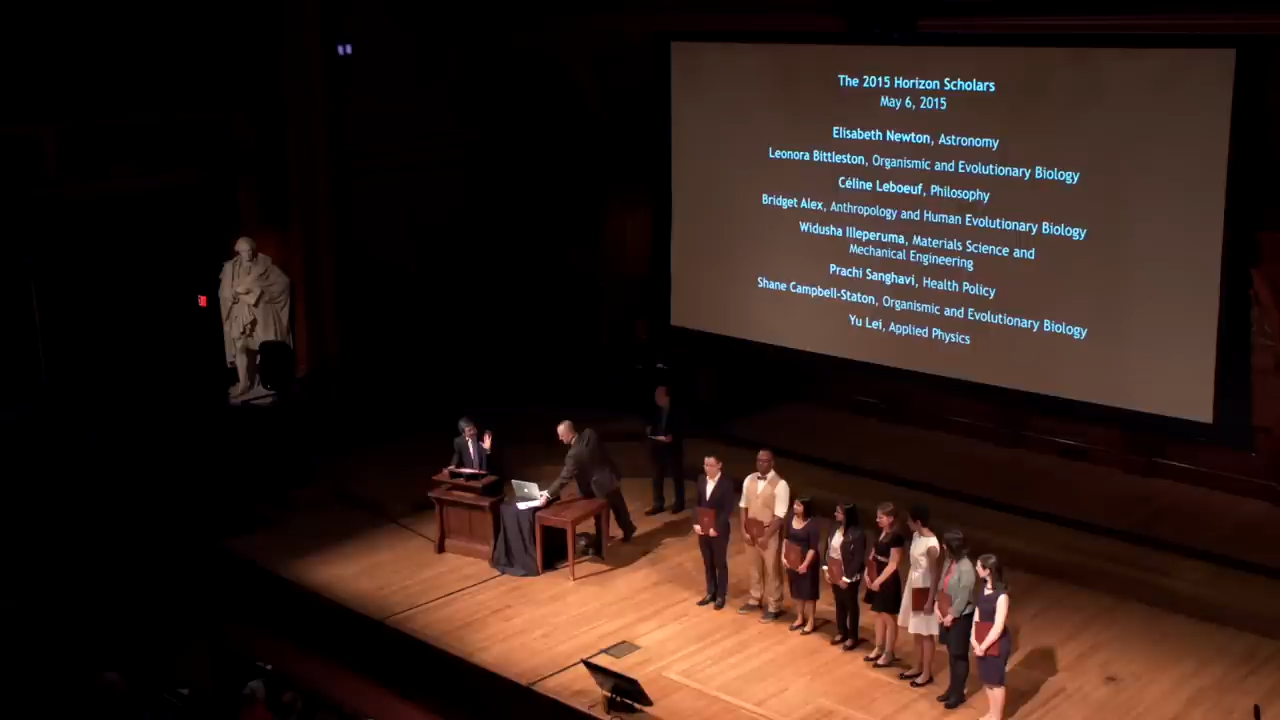 The 2015 Horizon Scholars
May 6, 2015
Elisabeth Newton, Astronomy
Leonora Bittleston, Organismic and Evolutionary Biology
Céline Leboeuf, Philosophy
Bridget Alex, Anthropology and Human Evolutionary Biology
Widusha Illeperuma, Materials Science and
Mechanical Engineering
Prachi Sanghavi, Health Policy
Shane Campbell-Staton, Organismic and Evolutionary Biology
Yu Lei, Applied Physics